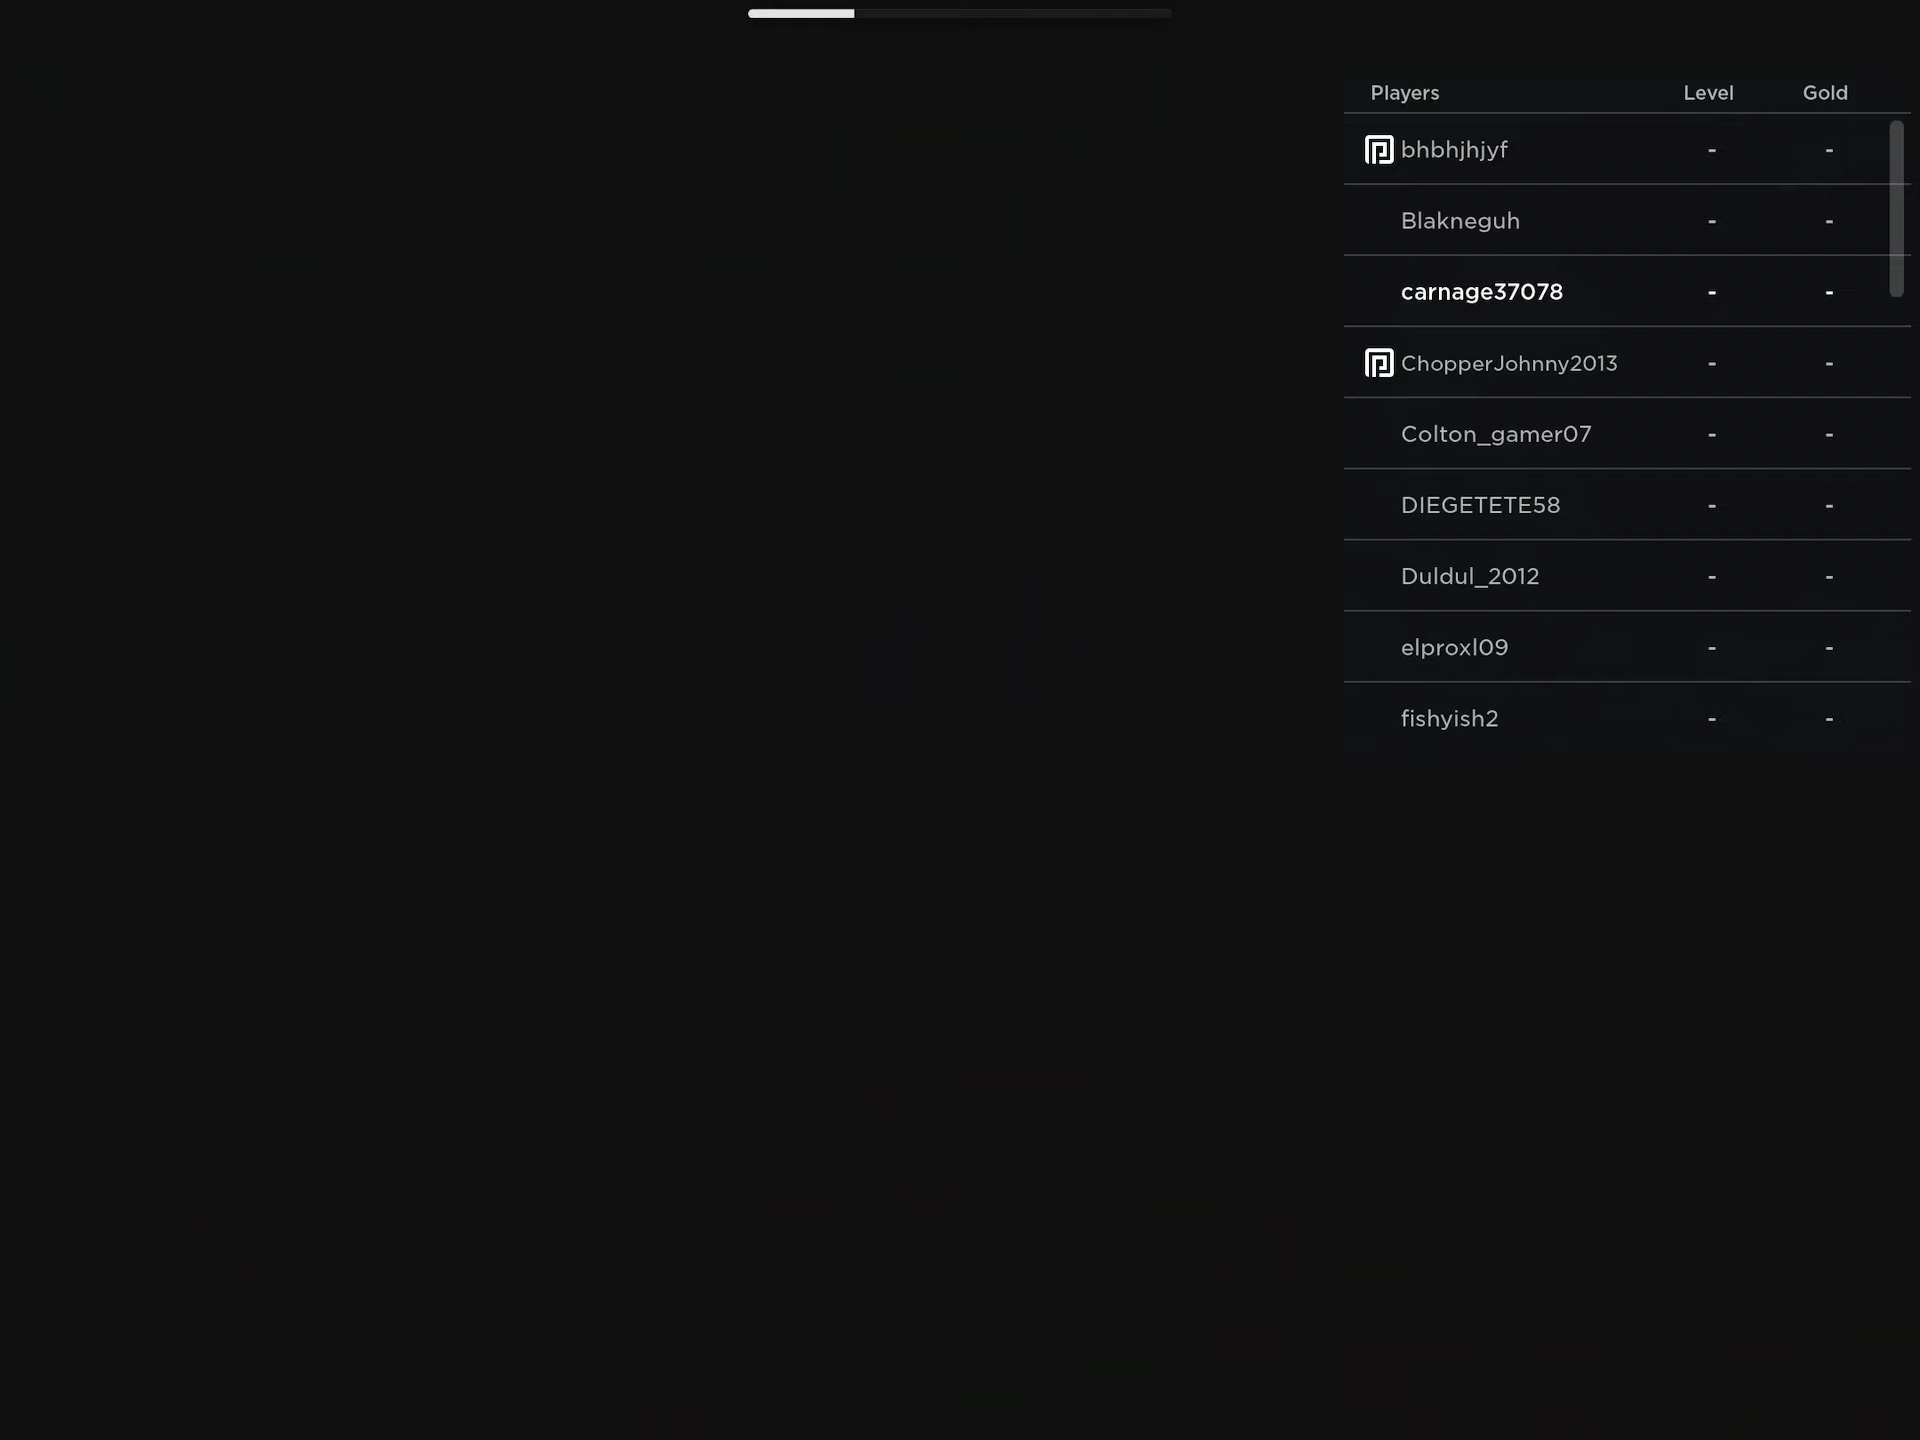 Players Level Gold
bhbhjhjyf - -
Blakneguh - -
carnage37078 - -
ChopperJohnny2013 - -
Colton_gamer07 - -
DIEGETETE58 - -
Duldul_2012 - -
elproxl09 - -
fishyish2 - -